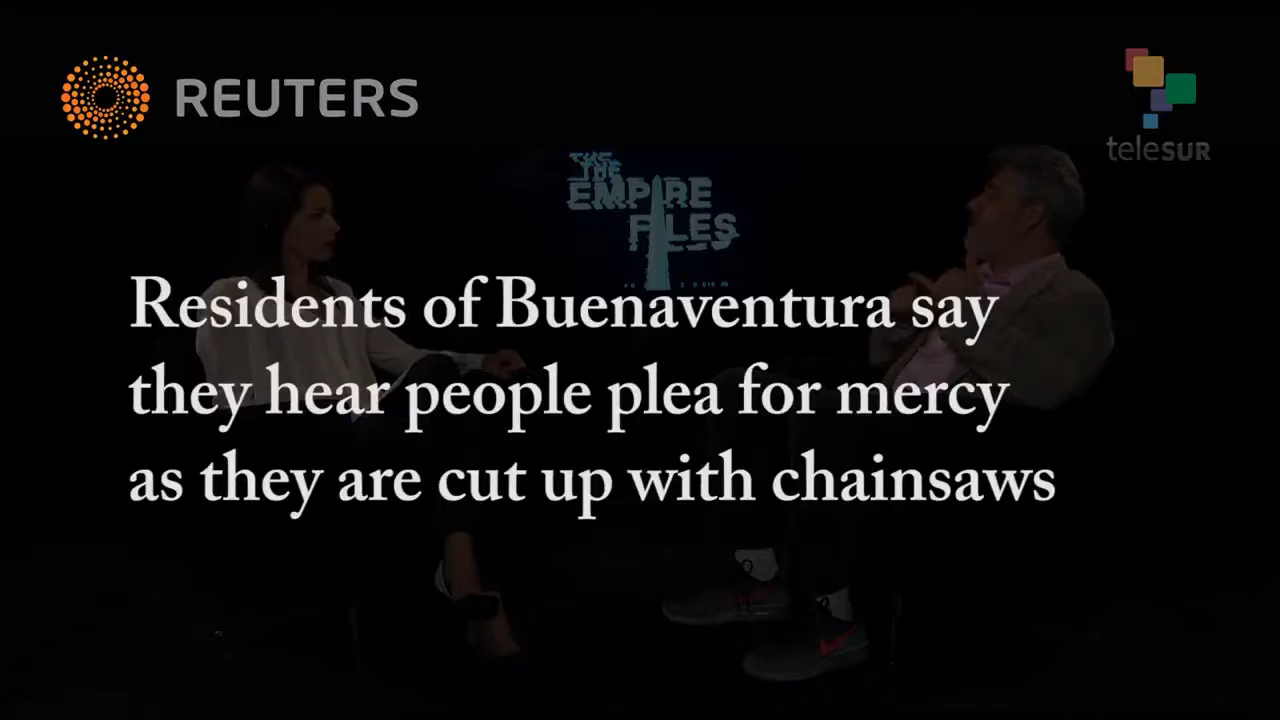 REUTERS
teleSUR
THE
EMPIRE
FILES
Residents of Buenaventura say
they hear people plea for mercy
as they are cut up with chainsaws